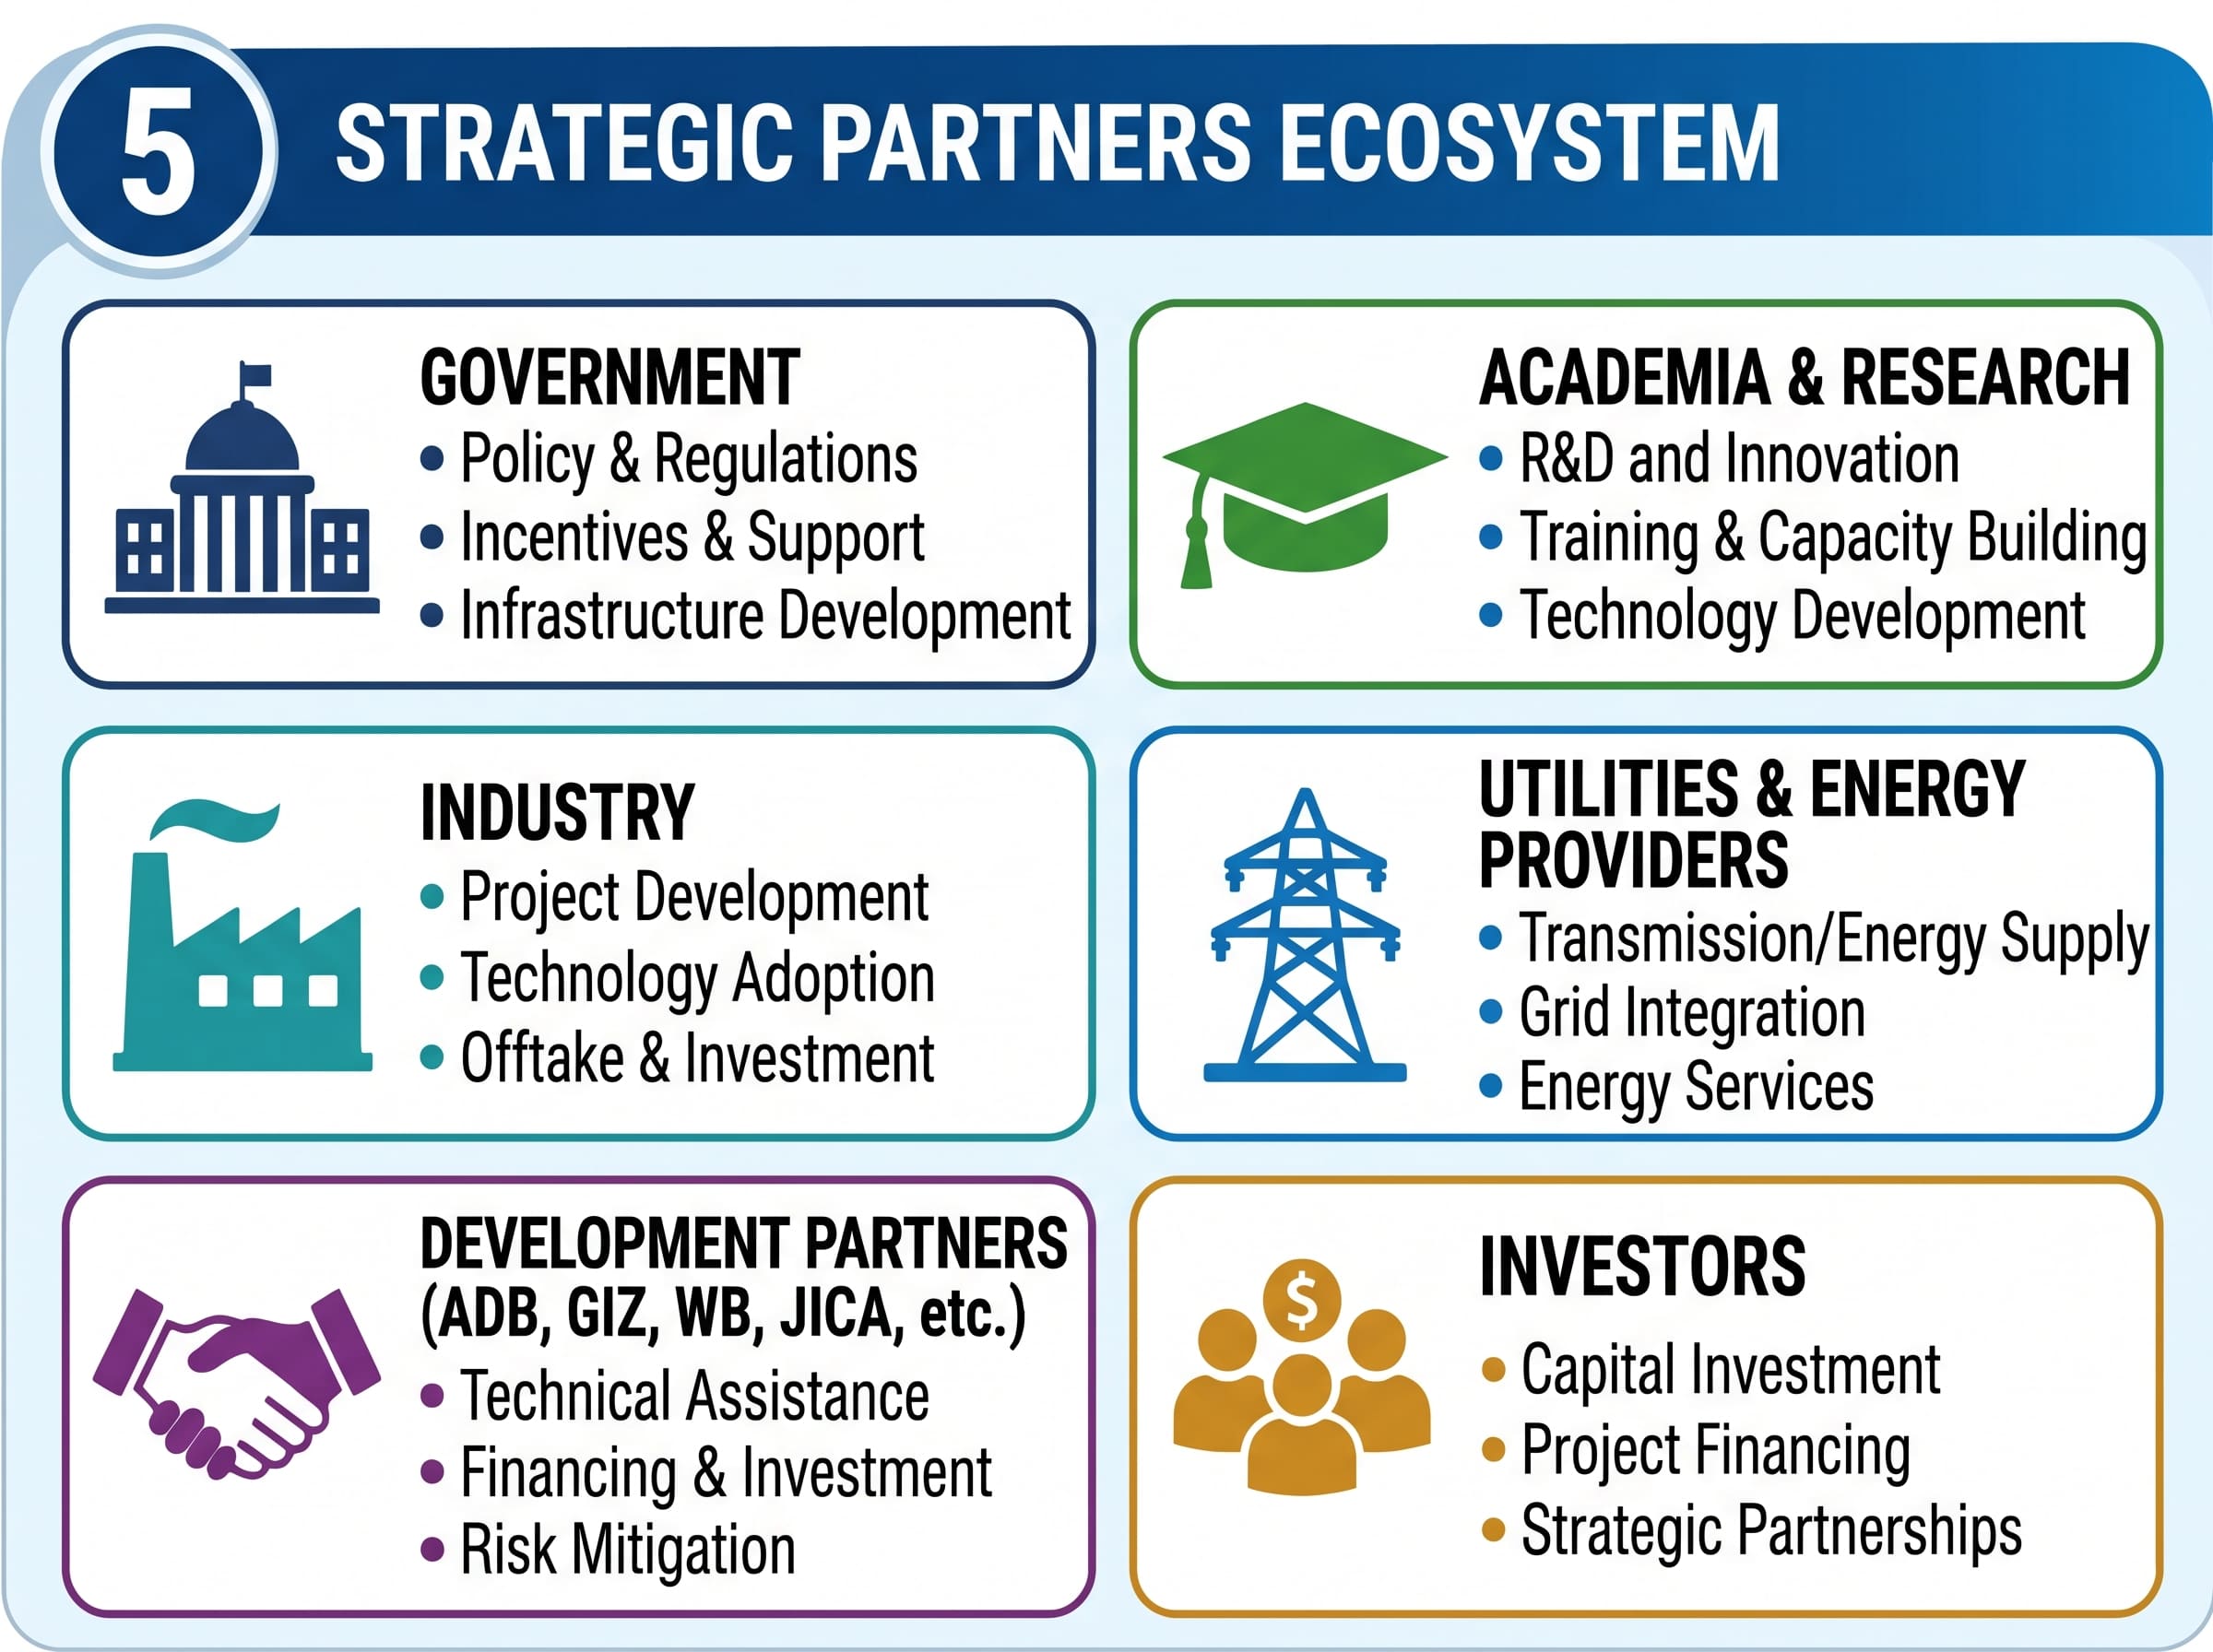 5
STRATEGIC PARTNERS ECOSYSTEM
GOVERNMENT
• Policy & Regulations
• Incentives & Support
• Infrastructure Development
ACADEMIA & RESEARCH
• R&D and Innovation
• Training & Capacity Building
• Technology Development
INDUSTRY
• Project Development
• Technology Adoption
• Offtake & Investment
UTILITIES & ENERGY
PROVIDERS
• Transmission/Energy Supply
• Grid Integration
• Energy Services
DEVELOPMENT PARTNERS
(ADB, GIZ, WB, JICA, etc.)
• Technical Assistance
• Financing & Investment
• Risk Mitigation
$
INVESTORS
• Capital Investment
• Project Financing
• Strategic Partnerships